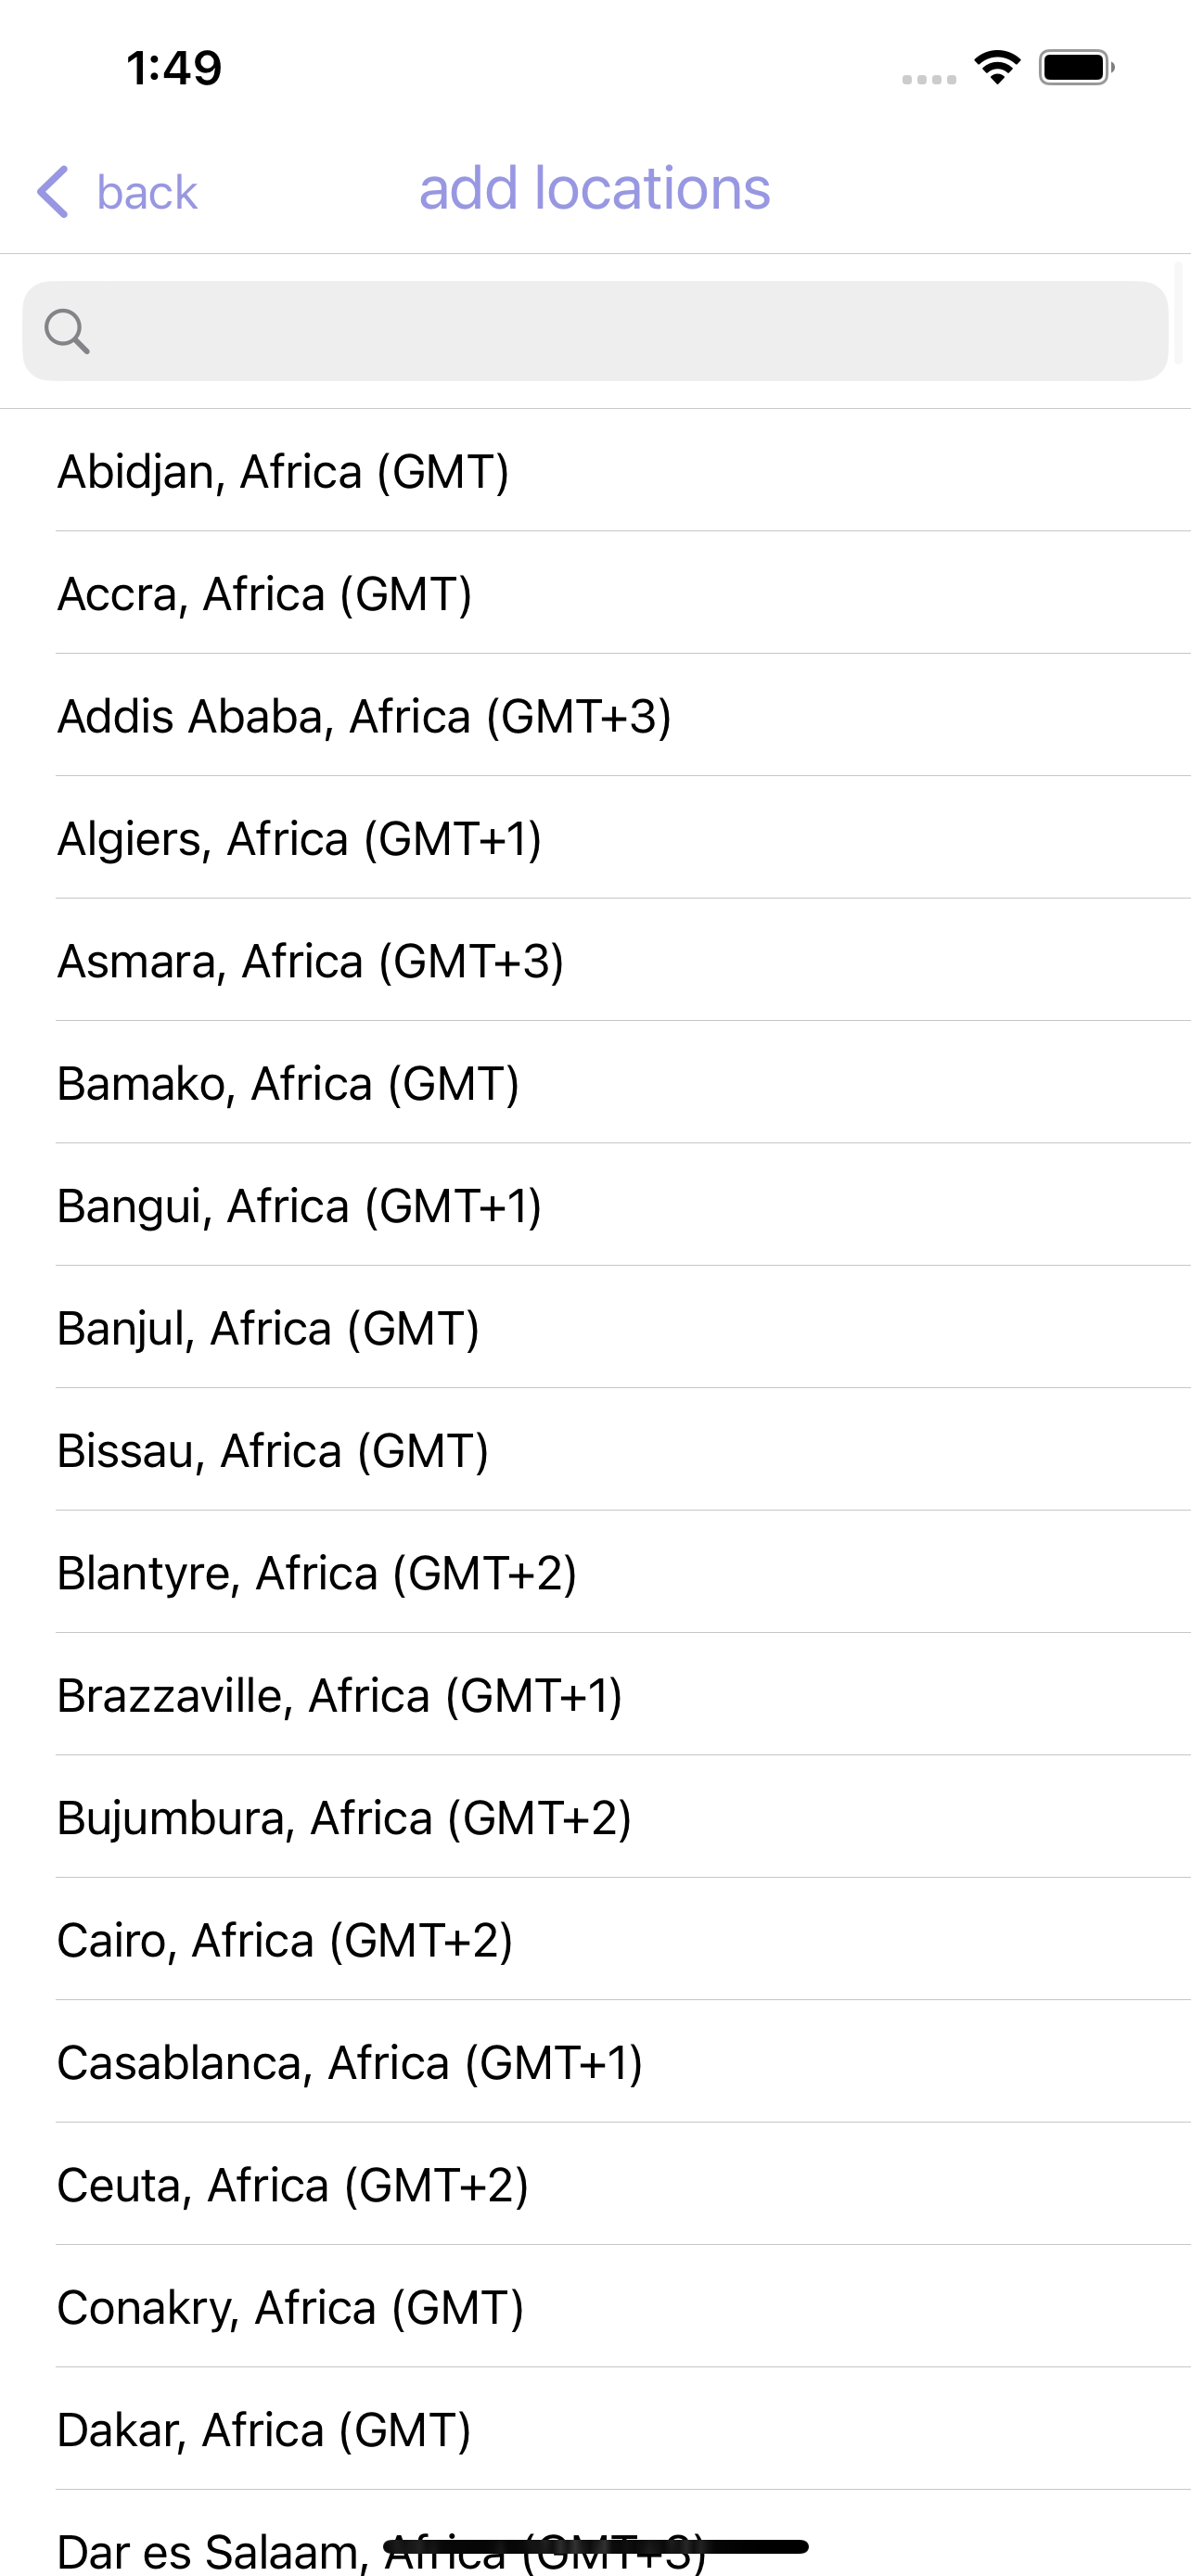 1:49
back
add locations
Abidjan, Africa (GMT)
Accra, Africa (GMT)
Addis Ababa, Africa (GMT+3)
Algiers, Africa (GMT+1)
Asmara, Africa (GMT+3)
Bamako, Africa (GMT)
Bangui, Africa (GMT+1)
Banjul, Africa (GMT)
Bissau, Africa (GMT)
Blantyre, Africa (GMT+2)
Brazzaville, Africa (GMT+1)
Bujumbura, Africa (GMT+2)
Cairo, Africa (GMT+2)
Casablanca, Africa (GMT+1)
Ceuta, Africa (GMT+2)
Conakry, Africa (GMT)
Dakar, Africa (GMT)
Dar es Salaam, Africa (GMT+3)